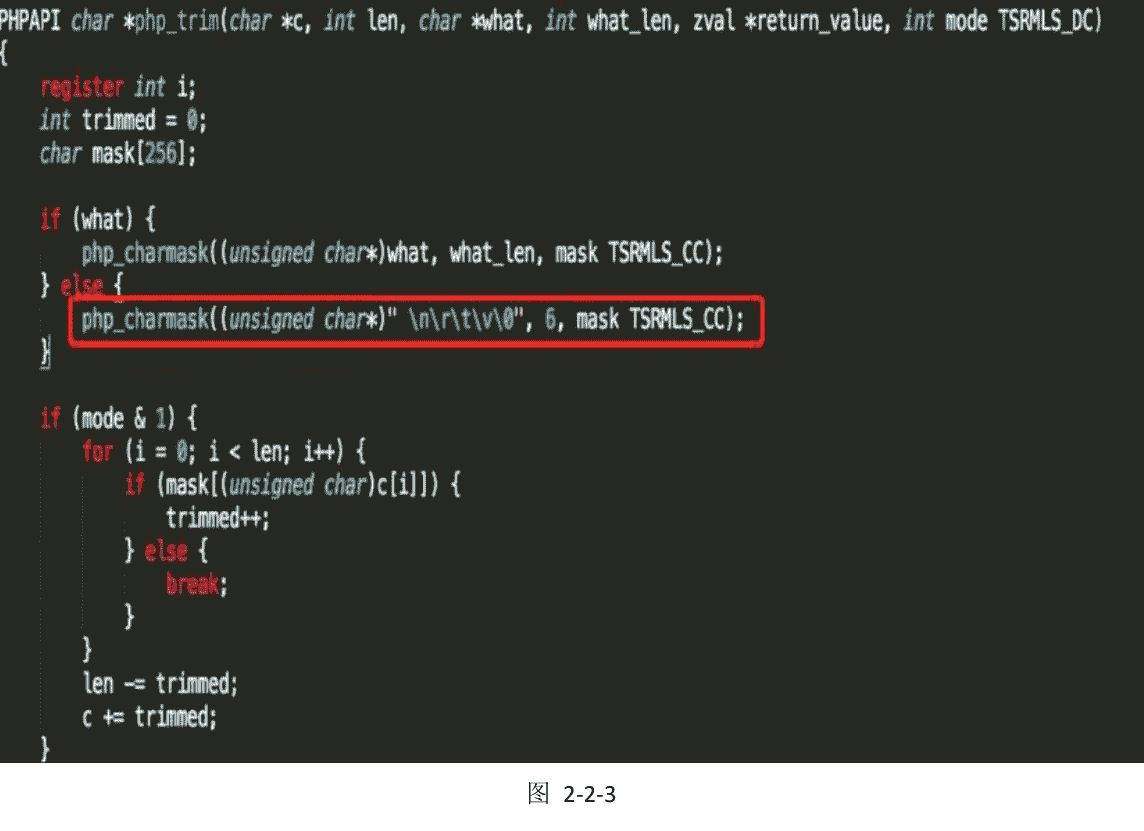 PHPAPI char *php_trim(char *c, int len, char *what, int what_len, zval *return_value, int mode TSRMLS_DC)
{
    register int i;
    int trimmed = 0;
    char mask[256];

    if (what) {
        php_charmask((unsigned char*)what, what_len, mask TSRMLS_CC);
    } else {
        php_charmask((unsigned char*)" \n\r\t\v\0", 6, mask TSRMLS_CC);
    }

    if (mode & 1) {
        for (i = 0; i < len; i++) {
            if (mask[(unsigned char)c[i]]) {
                trimmed++;
            } else {
                break;
            }
        }
        len -= trimmed;
        c += trimmed;
    }
图 2-2-3